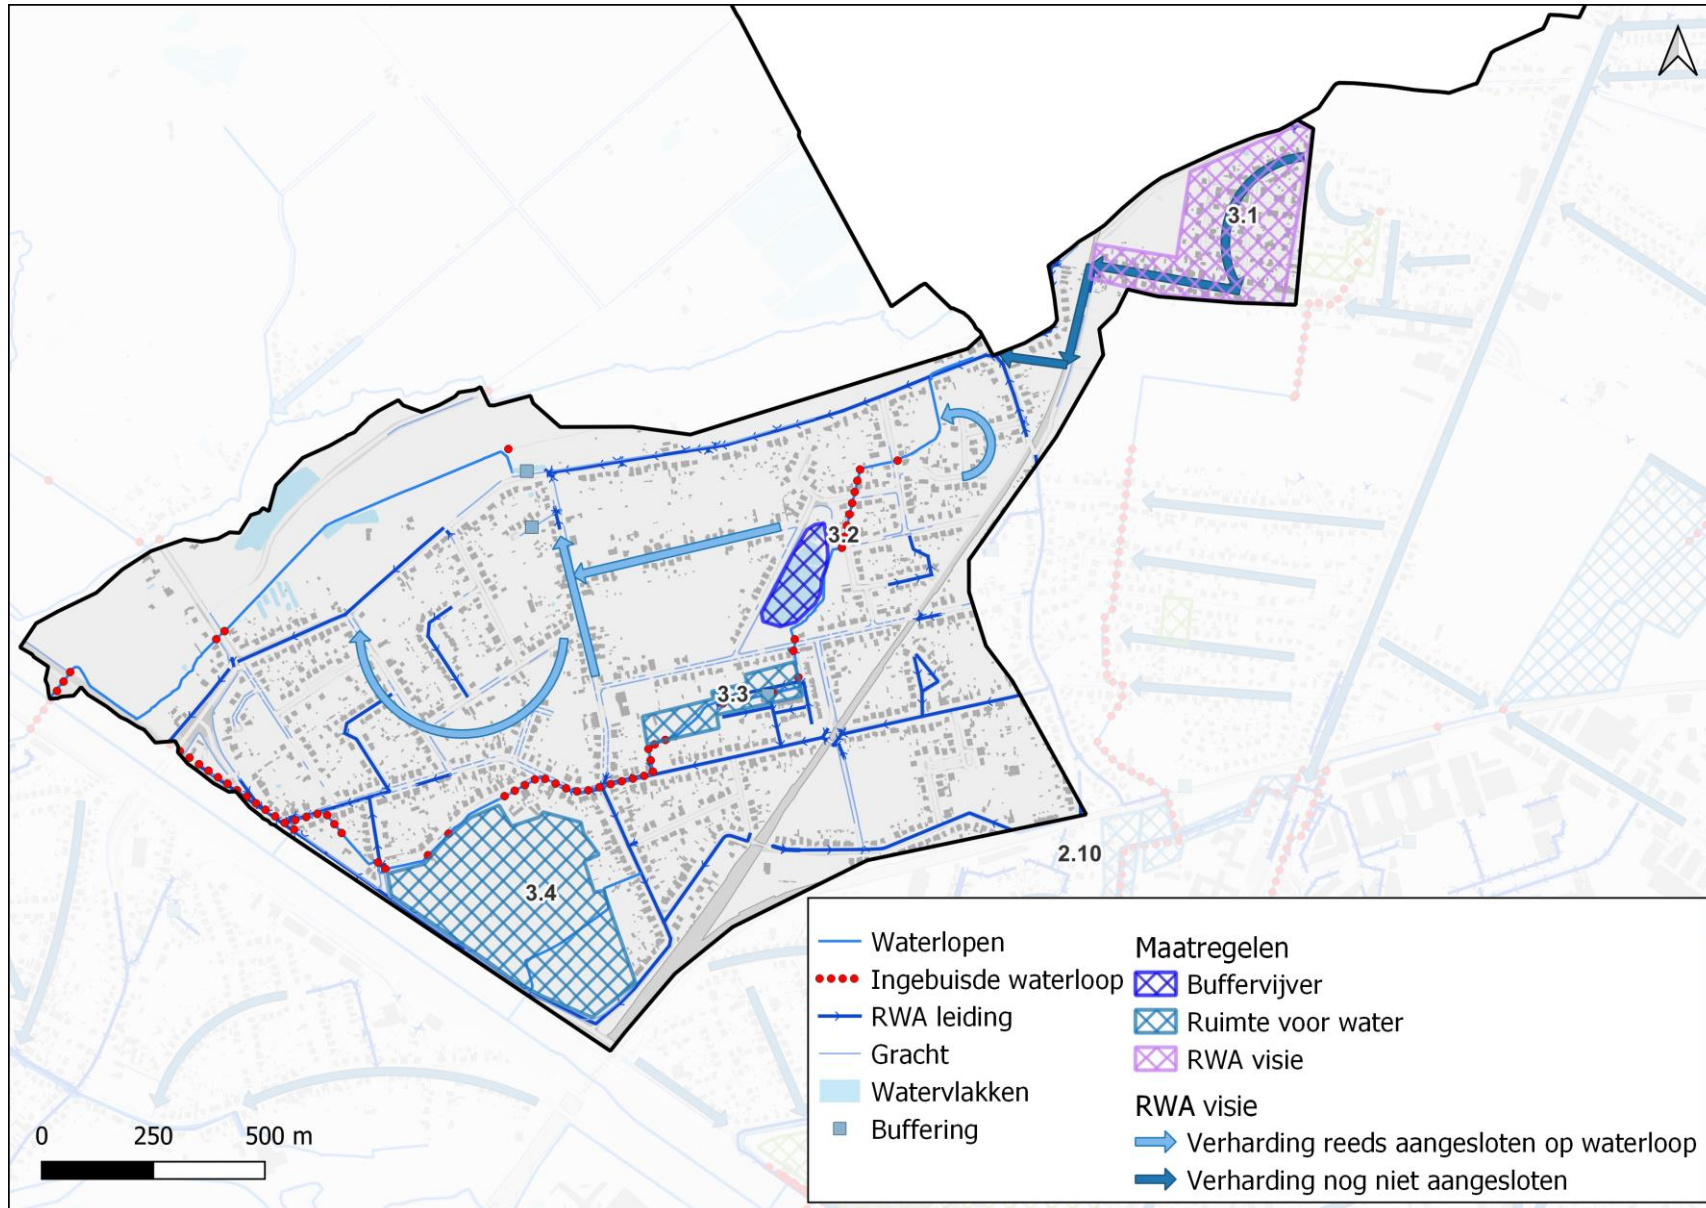 3.1
3.2
3.3
3.4
2.10
Waterlopen
Ingebuisde waterloop
RWA leiding
Gracht
Watervlakken
Buffering
Maatregelen
Buffervijver
Ruimte voor water
RWA visie
RWA visie
Verharding reeds aangesloten op waterloop
Verharding nog niet aangesloten
0 250 500 m